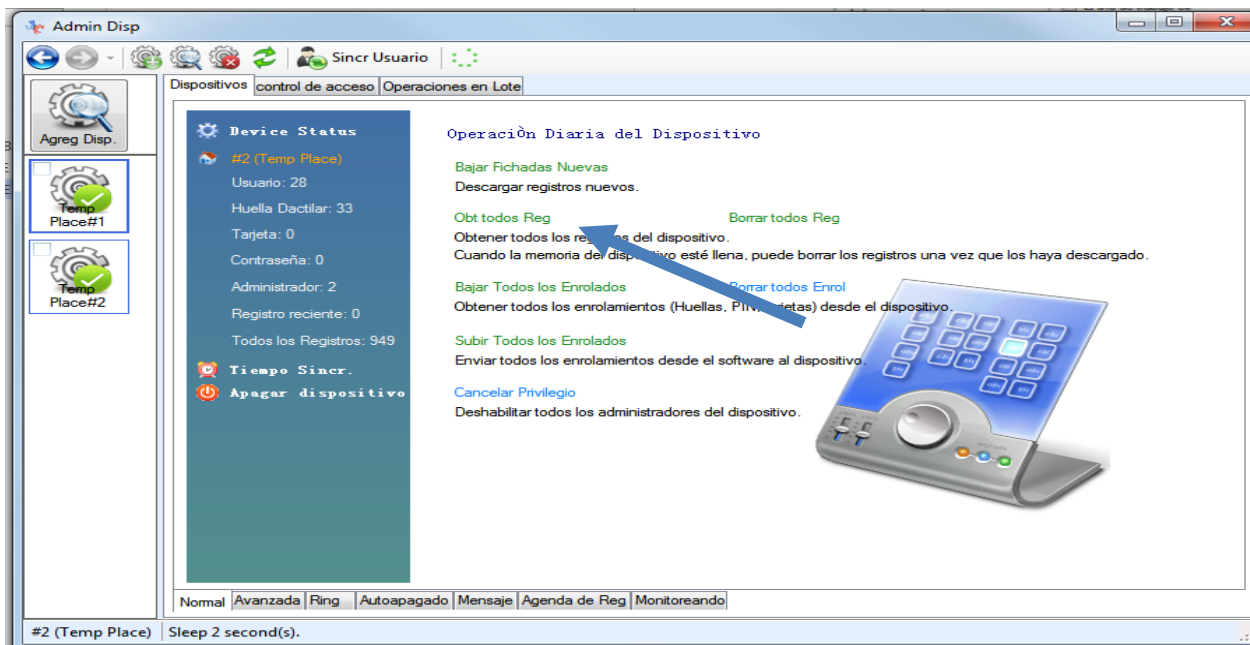 Admin Disp
Sincr Usuario
Dispositivos control de acceso Operaciones en Lote
Agreg Disp.
Temp
Place#1
Temp
Place#2
Device Status
#2 (Temp Place)
Usuario: 28
Huella Dactilar: 33
Tarjeta: 0
Contraseña: 0
Administrador: 2
Registro reciente: 0
Todos los Registros: 949
Tiempo Sincr.
Apagar dispositivo
Operaciòn Diaria del Dispositivo
Bajar Fichadas Nuevas
Descargar registros nuevos.
Obt todos Reg Borrar todos Reg
Obtener todos los registros del dispositivo.
Cuando la memoria del dispositivo esté llena, puede borrar los registros una vez que los haya descargado.
Bajar Todos los Enrolados Borrar todos Enrol
Obtener todos los enrolamientos (Huellas, PIN, tarjetas) desde el dispositivo.
Subir Todos los Enrolados
Enviar todos los enrolamientos desde el software al dispositivo.
Cancelar Privilegio
Deshabilitar todos los administradores del dispositivo.
Normal Avanzada Ring Autoapagado Mensaje Agenda de Reg Monitoreando
#2 (Temp Place) Sleep 2 second(s).